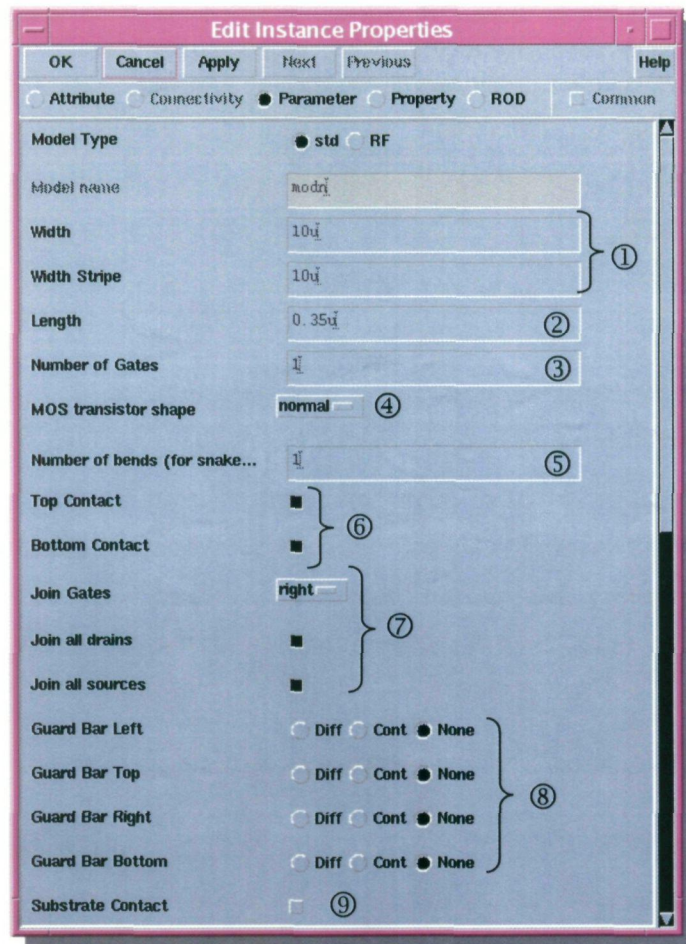 Edit Instance Properties
OK Cancel Apply Next Previous Help
Attribute Connectivity Parameter Property ROD Common
Model Type std RF
Model name modn
Width 10u
①
Width Stripe 10u
Length 0.35u ②
Number of Gates 1 ③
MOS transistor shape normal ④
Number of bends (for snake... 1 ⑤
Top Contact
⑥
Bottom Contact
Join Gates right
⑦
Join all drains
Join all sources
Guard Bar Left Diff Cont None
Guard Bar Top Diff Cont None
⑧
Guard Bar Right Diff Cont None
Guard Bar Bottom Diff Cont None
Substrate Contact ⑨